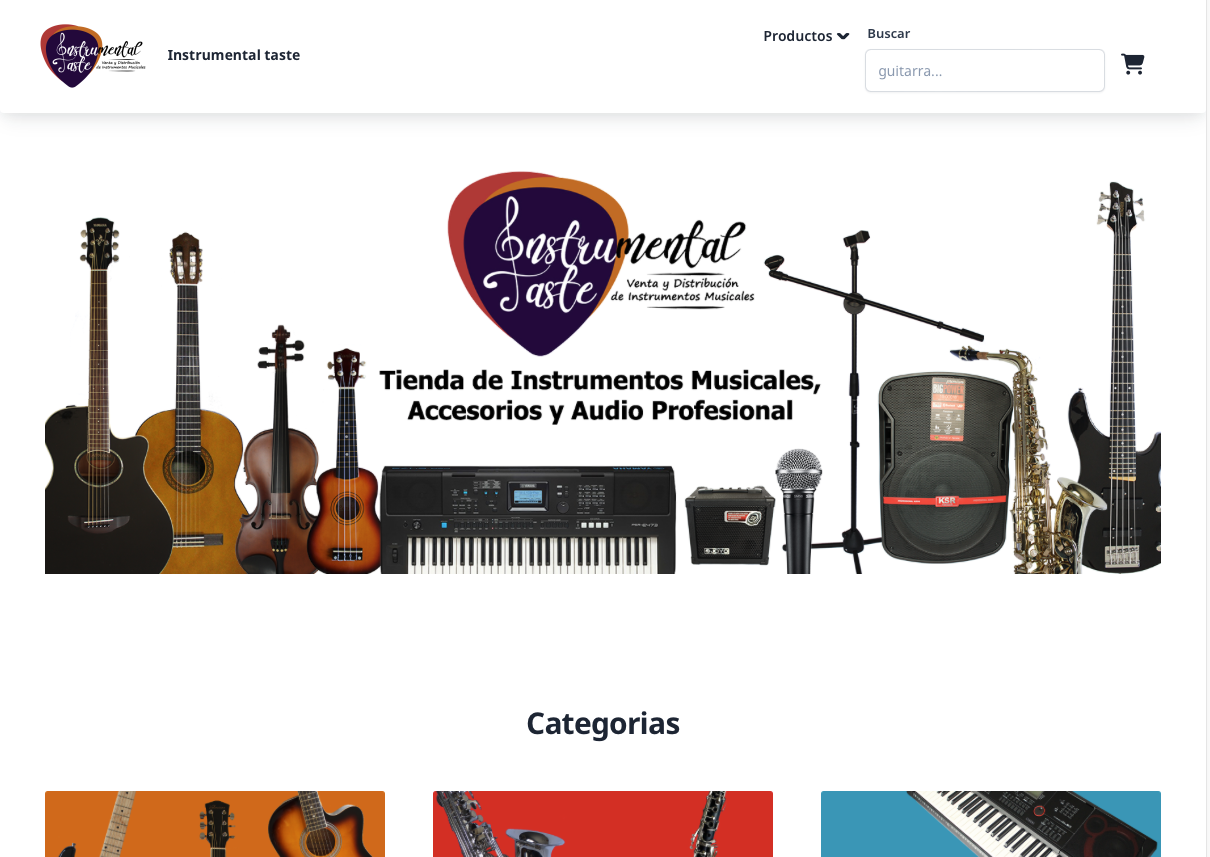 Instrumental
Taste
Venta y Distribución
de Instrumentos Musicales
Instrumental taste
Productos
Buscar
guitarra...
Instrumental
Taste
Venta y Distribución
de Instrumentos Musicales
Tienda de Instrumentos Musicales,
Accesorios y Audio Profesional
KSR
Categorias